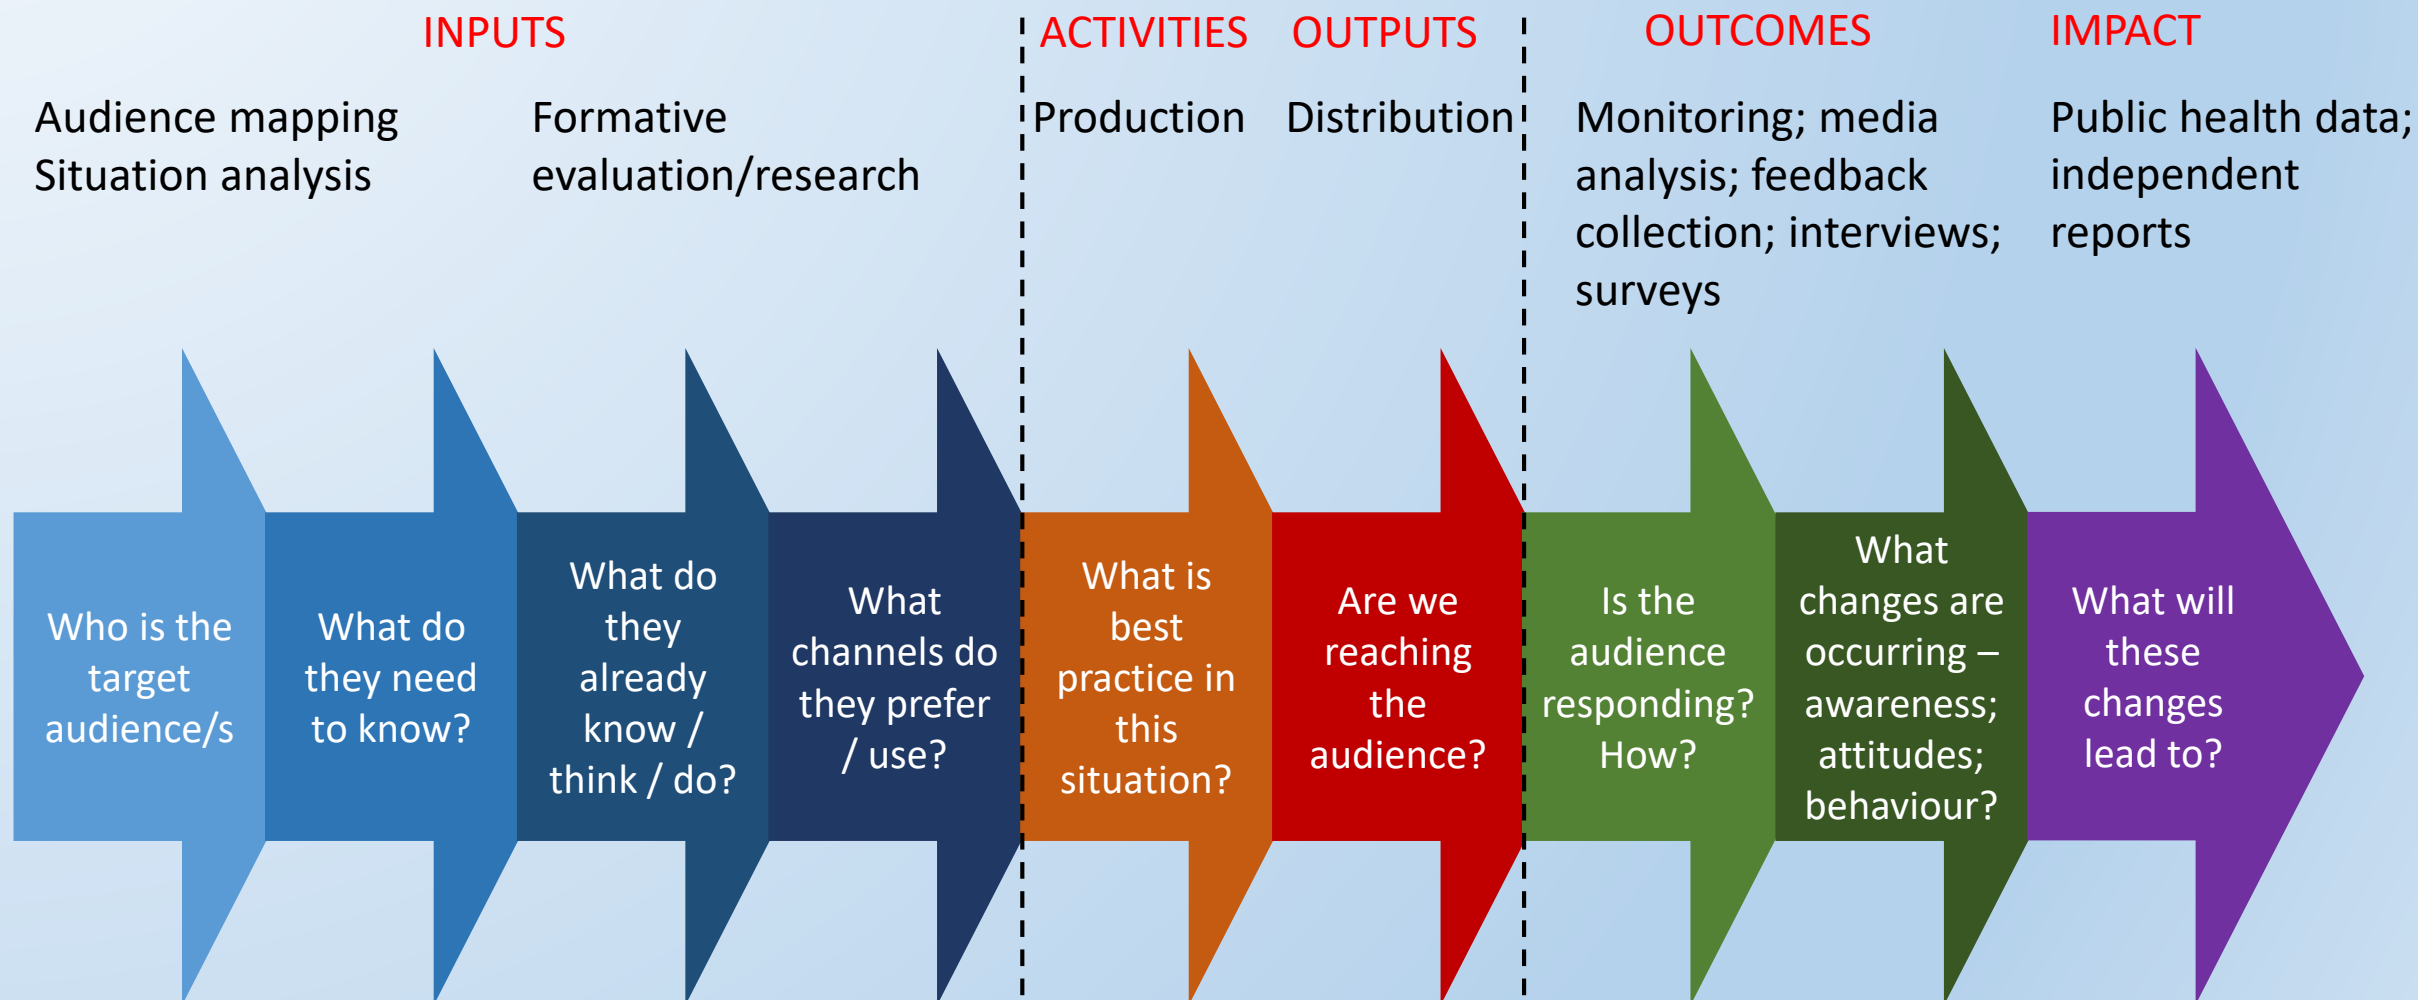 INPUTS
ACTIVITIES
OUTPUTS
OUTCOMES
IMPACT
Audience mapping
Situation analysis
Formative
evaluation/research
Production
Distribution
Monitoring; media
analysis; feedback
collection; interviews;
surveys
Public health data;
independent
reports
Who is the
target
audience/s
What do
they need
to know?
What do
they
already
know /
think / do?
What
channels do
they prefer
/ use?
What is
best
practice in
this
situation?
Are we
reaching
the
audience?
Is the
audience
responding?
How?
What
changes are
occurring –
awareness;
attitudes;
behaviour?
What will
these
changes
lead to?